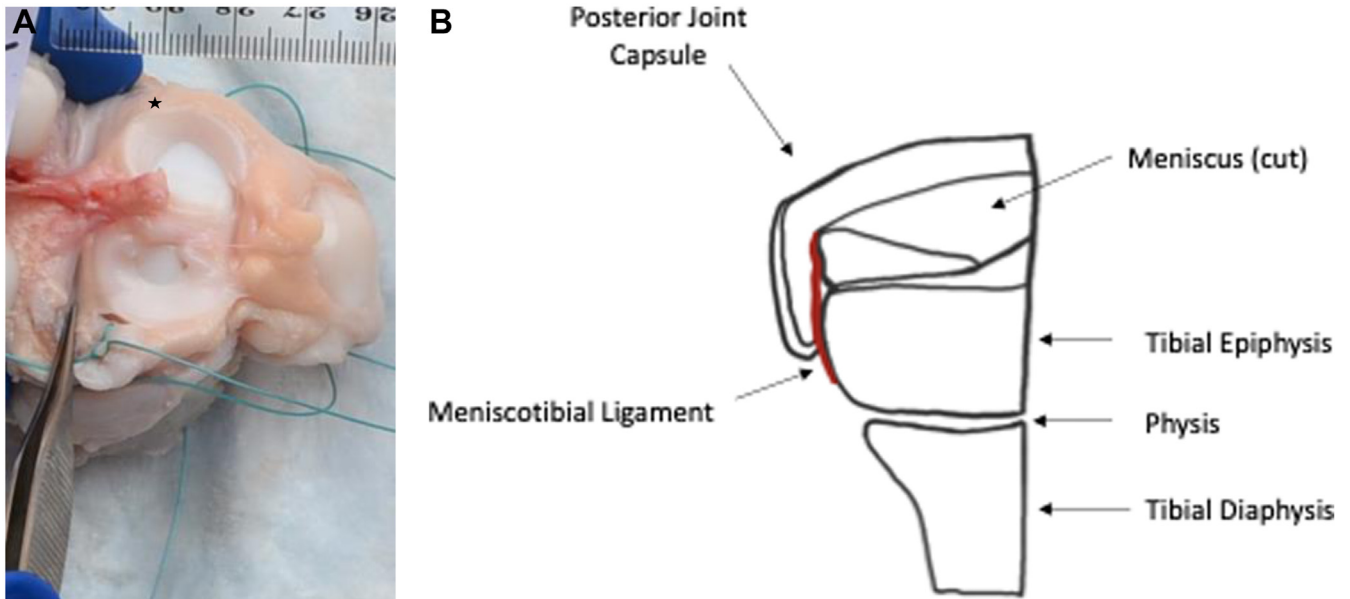 A
B
Posterior Joint
Capsule
Meniscus (cut)
Tibial Epiphysis
Meniscotibial Ligament
Physis
Tibial Diaphysis